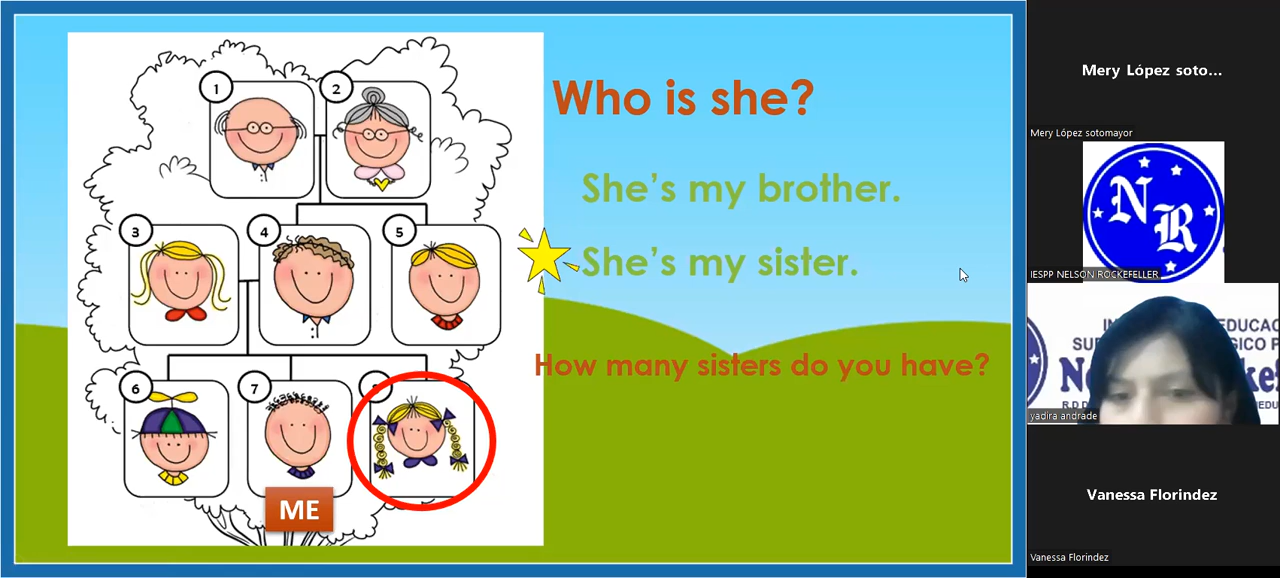 1
2
3
4
5
6
7
ME
Who is she?
She's my brother.
She's my sister.
How many sisters do you have?
Mery López soto...
Mery López sotomayor
N
R
IESPP NELSON ROCKEFELLER
yadira andrade
Vanessa Florindez
Vanessa Florindez